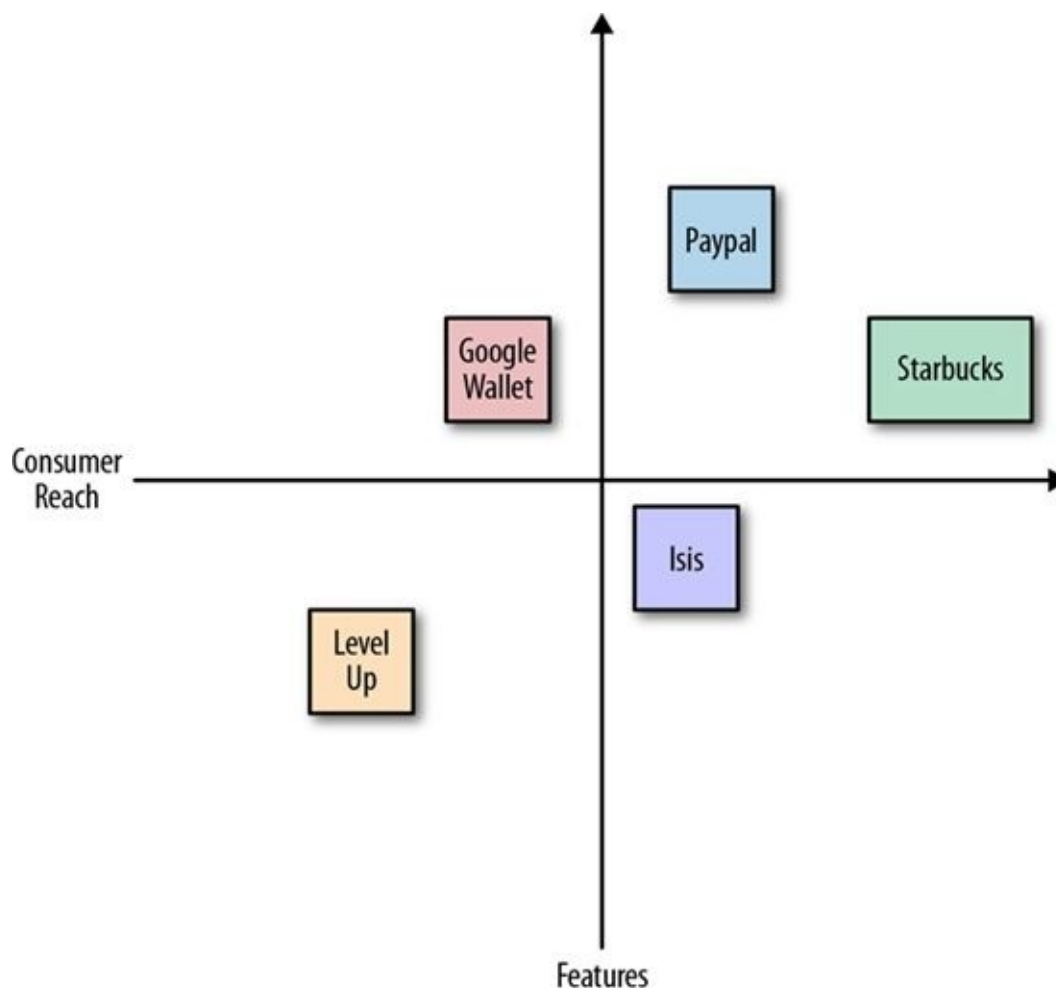 Paypal
Google
Wallet
Starbucks
Consumer
Reach
Isis
Level
Up
Features